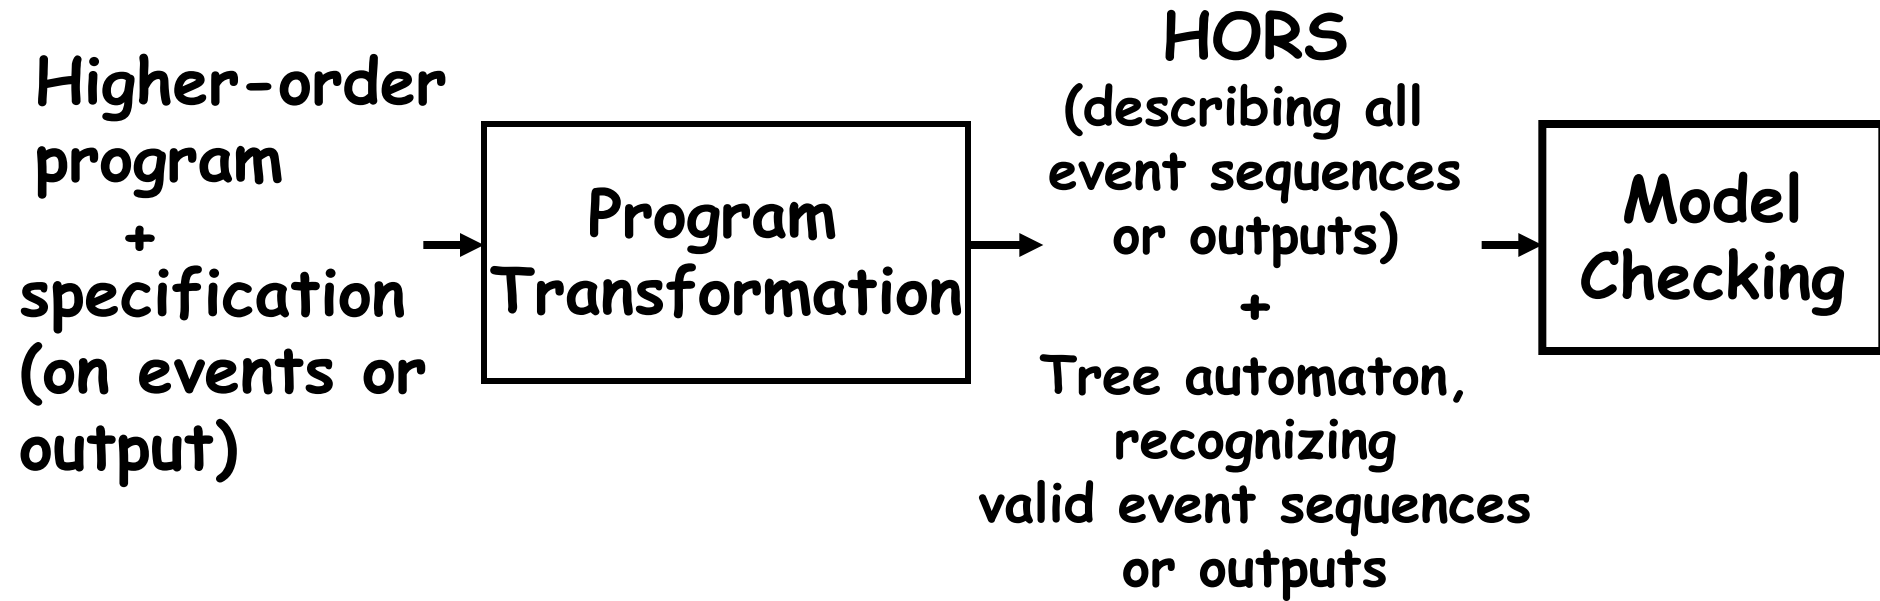 Higher-order
program
+
specification
(on events or
output)
Program
Transformation
HORS
(describing all
event sequences
or outputs)
+
Tree automaton,
recognizing
valid event sequences
or outputs
Model
Checking